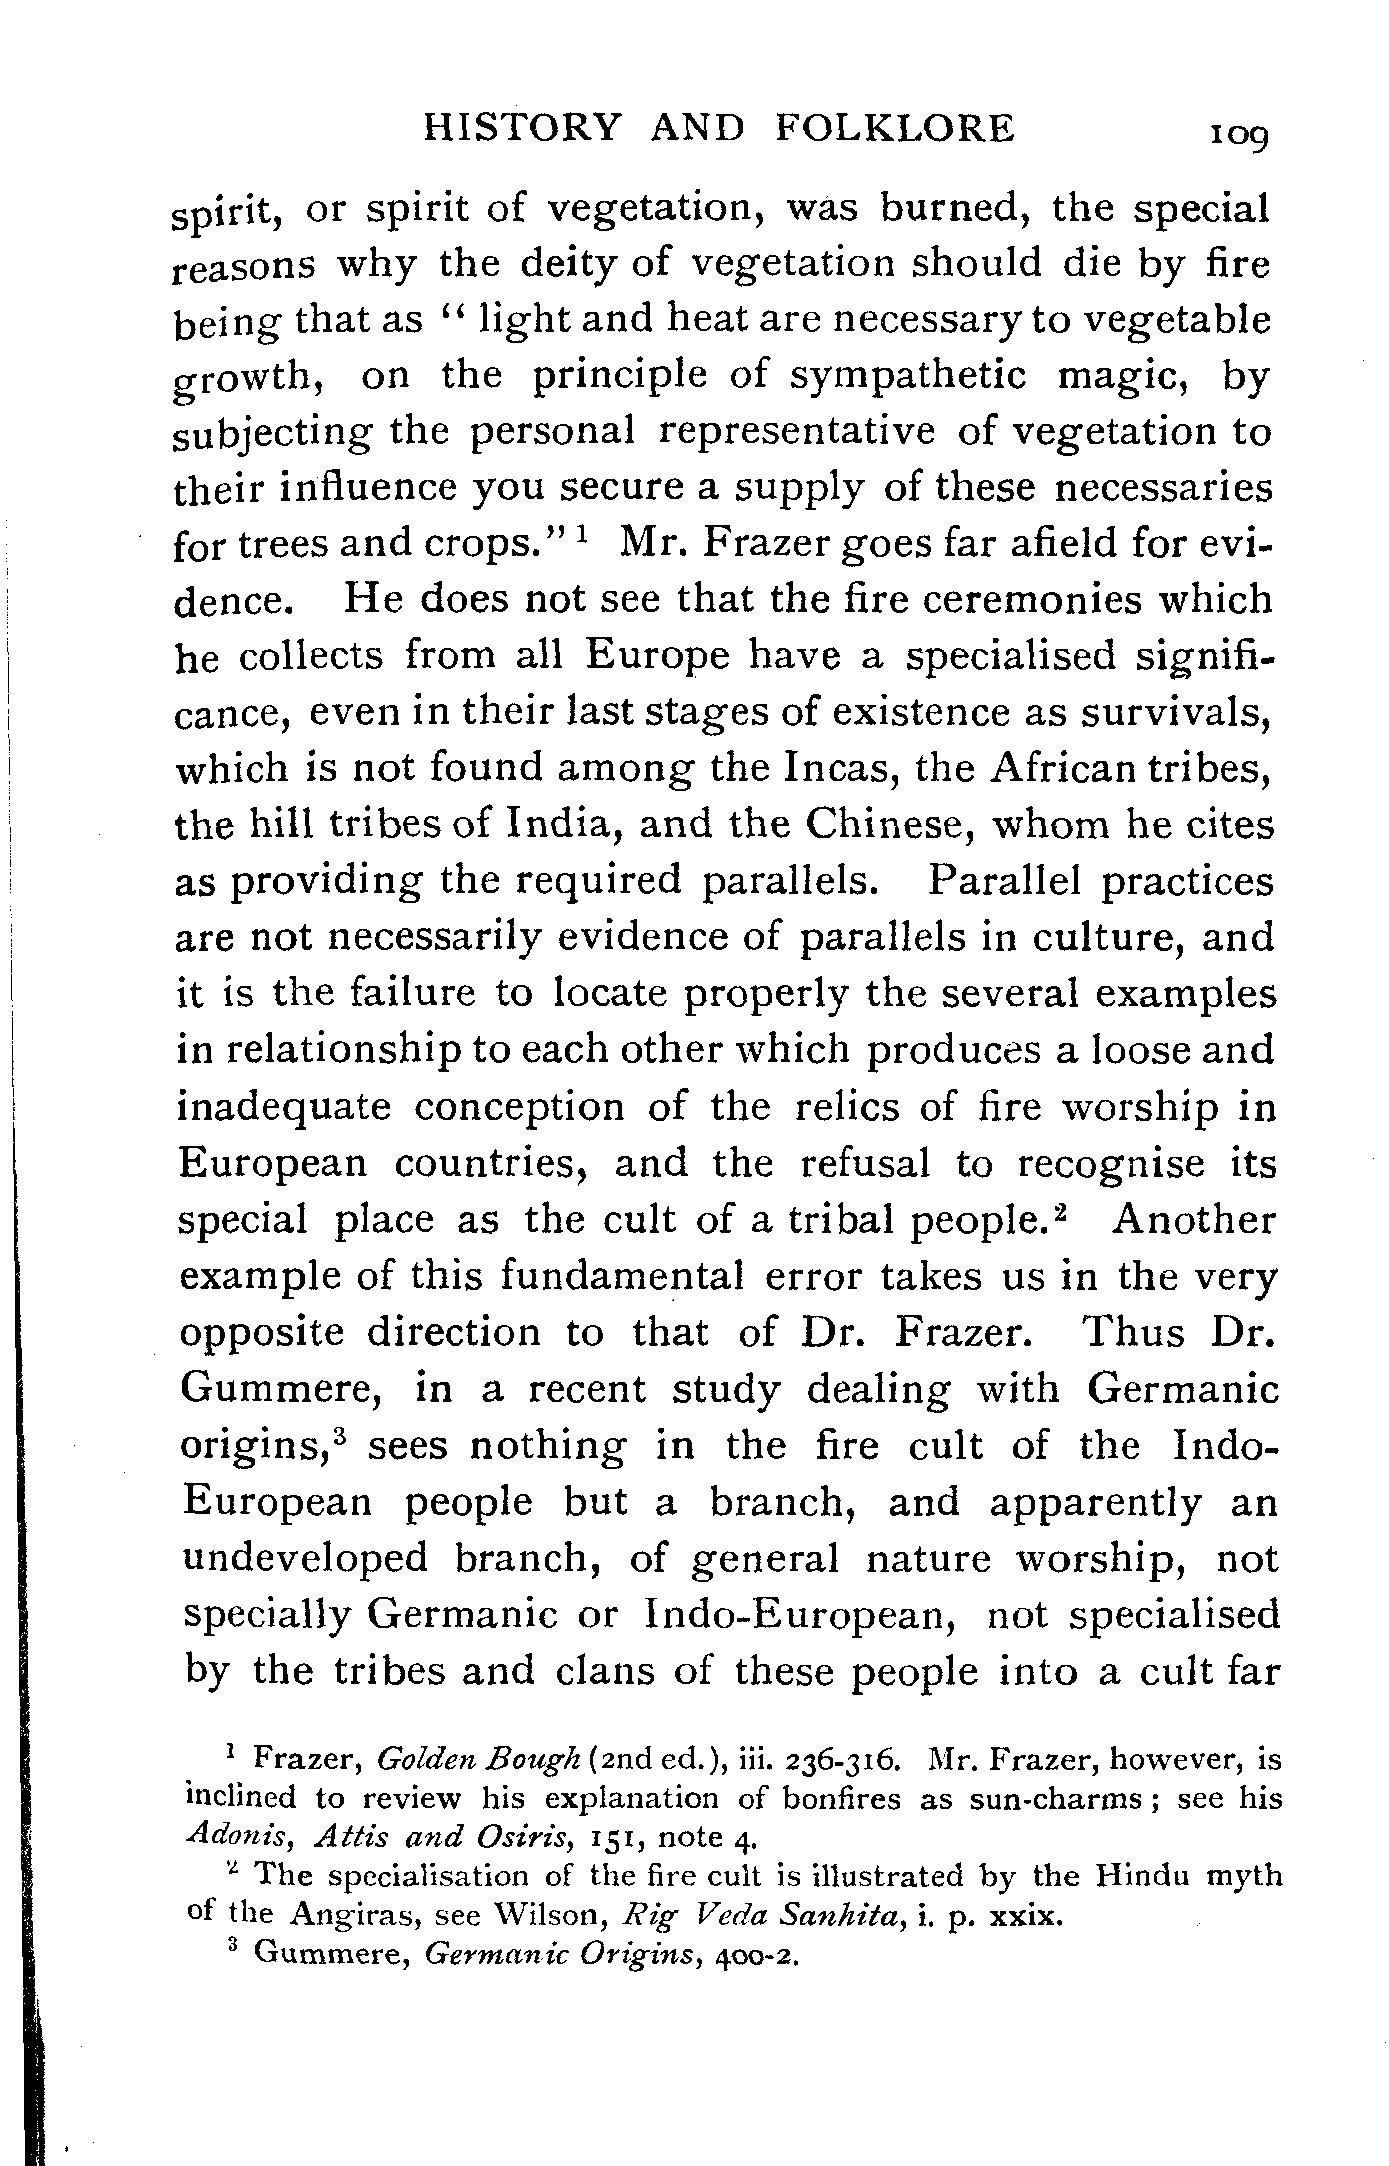 HISTORY AND FOLKLORE 109
spirit, or spirit of vegetation, was burned, the special
reasons why the deity of vegetation should die by fire
being that as “ light and heat are necessary to vegetable
growth, on the principle of sympathetic magic, by
subjecting the personal representative of vegetation to
their influence you secure a supply of these necessaries
for trees and crops.” ¹ Mr. Frazer goes far afield for evi-
dence. He does not see that the fire ceremonies which
he collects from all Europe have a specialised signifi-
cance, even in their last stages of existence as survivals,
which is not found among the Incas, the African tribes,
the hill tribes of India, and the Chinese, whom he cites
as providing the required parallels. Parallel practices
are not necessarily evidence of parallels in culture, and
it is the failure to locate properly the several examples
in relationship to each other which produces a loose and
inadequate conception of the relics of fire worship in
European countries, and the refusal to recognise its
special place as the cult of a tribal people.² Another
example of this fundamental error takes us in the very
opposite direction to that of Dr. Frazer. Thus Dr.
Gummere, in a recent study dealing with Germanic
origins,³ sees nothing in the fire cult of the Indo-
European people but a branch, and apparently an
undeveloped branch, of general nature worship, not
specially Germanic or Indo-European, not specialised
by the tribes and clans of these people into a cult far
¹ Frazer, Golden Bough (2nd ed.), iii. 236-316. Mr. Frazer, however, is
inclined to review his explanation of bonfires as sun-charms ; see his
Adonis, Attis and Osiris, 151, note 4.
² The specialisation of the fire cult is illustrated by the Hindu myth
of the Angiras, see Wilson, Rig Veda Sanhita, i. p. xxix.
³ Gummere, Germanic Origins, 400-2.